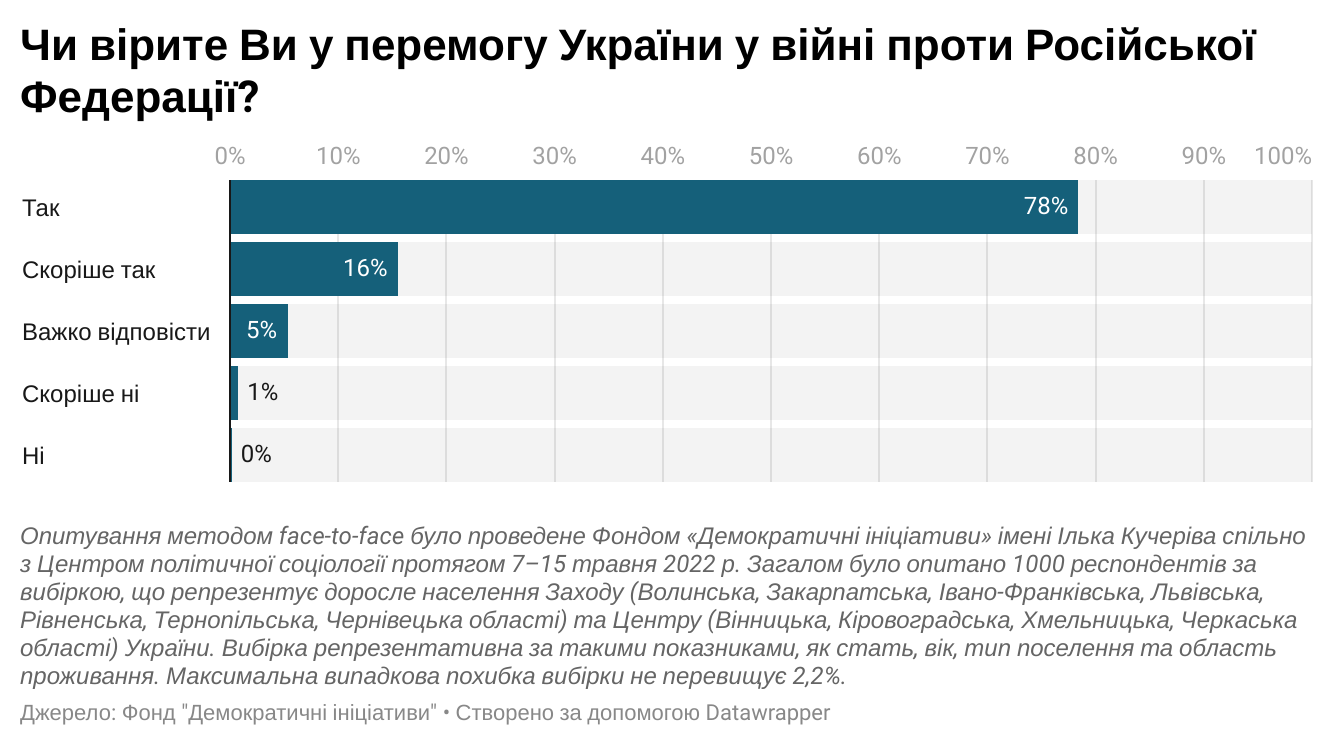 Чи вірите Ви у перемогу України у війні проти Російської
Федерації?
0% 10% 20% 30% 40% 50% 60% 70% 80% 90% 100%
Так 78%
Скоріше так 16%
Важко відповісти 5%
Скоріше ні 1%
Ні 0%
Опитування методом face-to-face було проведене Фондом «Демократичні ініціативи» імені Ілька Кучеріва спільно
з Центром політичної соціології протягом 7–15 травня 2022 р. Загалом було опитано 1000 респондентів за
вибіркою, що репрезентує доросле населення Заходу (Волинська, Закарпатська, Івано-Франківська, Львівська,
Рівненська, Тернопільська, Чернівецька області) та Центру (Вінницька, Кіровоградська, Хмельницька, Черкаська
області) України. Вибірка репрезентативна за такими показниками, як стать, вік, тип поселення та область
проживання. Максимальна випадкова похибка вибірки не перевищує 2,2%.
Джерело: Фонд "Демократичні ініціативи" • Створено за допомогою Datawrapper